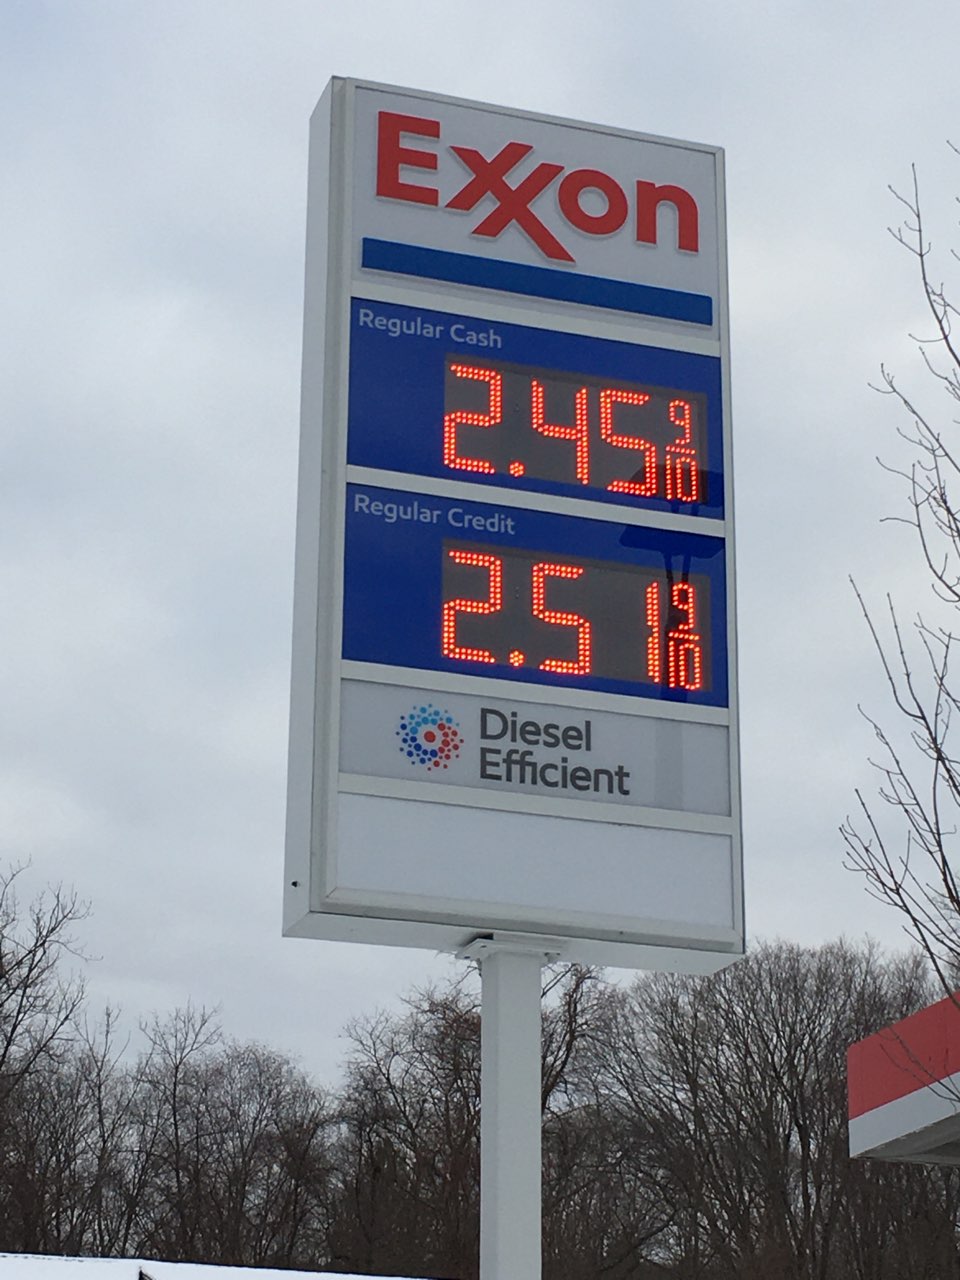 Exxon
Regular Cash
2.45 9/10
Regular Credit
2.51 9/10
Diesel
Efficient